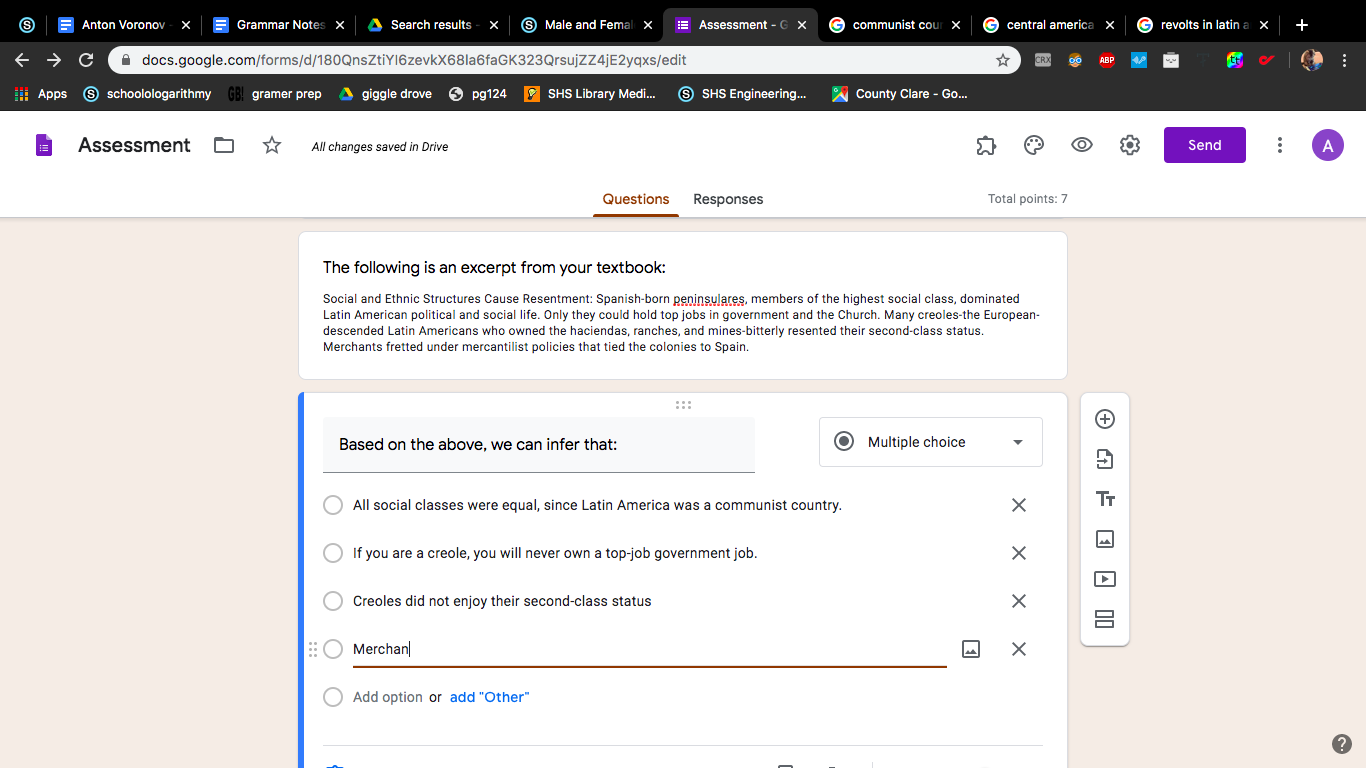 Anton Voronov -
Grammar Notes
Search results -
Male and Femal
Assessment - G
communist cou
central america
revolts in latin a
docs.google.com/forms/d/180QnsZtiYI6zevkX68la6faGK323QrsujZZ4jE2yqxs/edit
CRX
ABP
Apps
schoolologarithmy
GB!
gramer prep
giggle drove
pg124
SHS Library Medi...
SHS Engineering...
County Clare - Go...
Assessment
All changes saved in Drive
Send
A
Questions
Responses
Total points: 7
The following is an excerpt from your textbook:
Social and Ethnic Structures Cause Resentment: Spanish-born peninsulares, members of the highest social class, dominated
Latin American political and social life. Only they could hold top jobs in government and the Church. Many creoles-the European-
descended Latin Americans who owned the haciendas, ranches, and mines-bitterly resented their second-class status.
Merchants fretted under mercantilist policies that tied the colonies to Spain.
Based on the above, we can infer that:
Multiple choice
All social classes were equal, since Latin America was a communist country.
If you are a creole, you will never own a top-job government job.
Creoles did not enjoy their second-class status
Merchan
Add option or add "Other"